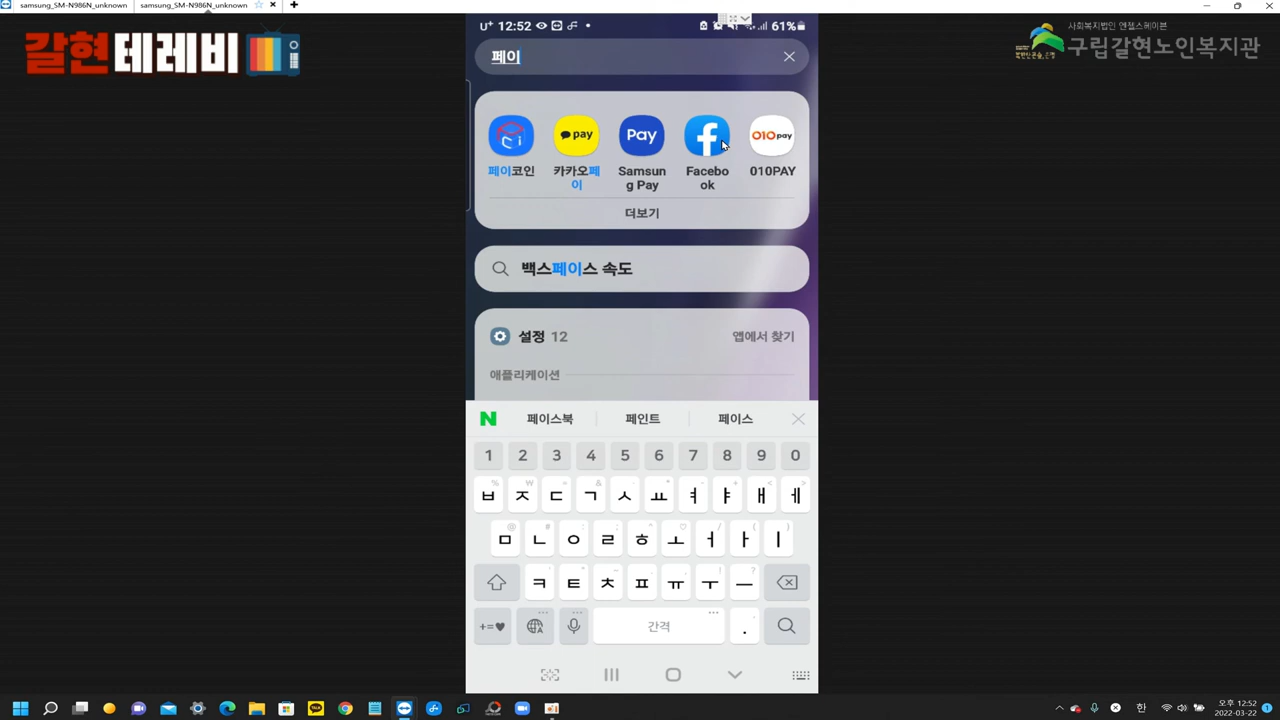 samsung_SM-N986N_unknown
samsung_SM-N986N_unknown
갈현테레비
사회복지법인 엔젤스헤이븐
구립갈현노인복지관
U+ 12:52
61%
페이
pay
Pay
010pay
페이코인
카카오페이
Samsung Pay
Facebook
010PAY
더보기
백스페이스 속도
설정 12
앱에서 찾기
애플리케이션
N 페이스북 페인트 페이스
1 2 3 4 5 6 7 8 9 0
ㅂ ㅈ ㄷ ㄱ ㅅ ㅛ ㅕ ㅑ ㅐ ㅔ
ㅁ ㄴ ㅇ ㄹ ㅎ ㅗ ㅓ ㅏ ㅣ
ㅋ ㅌ ㅊ ㅍ ㅠ ㅜ ㅡ
+=♥ 간격 .
한
오후 12:52
2022-03-22